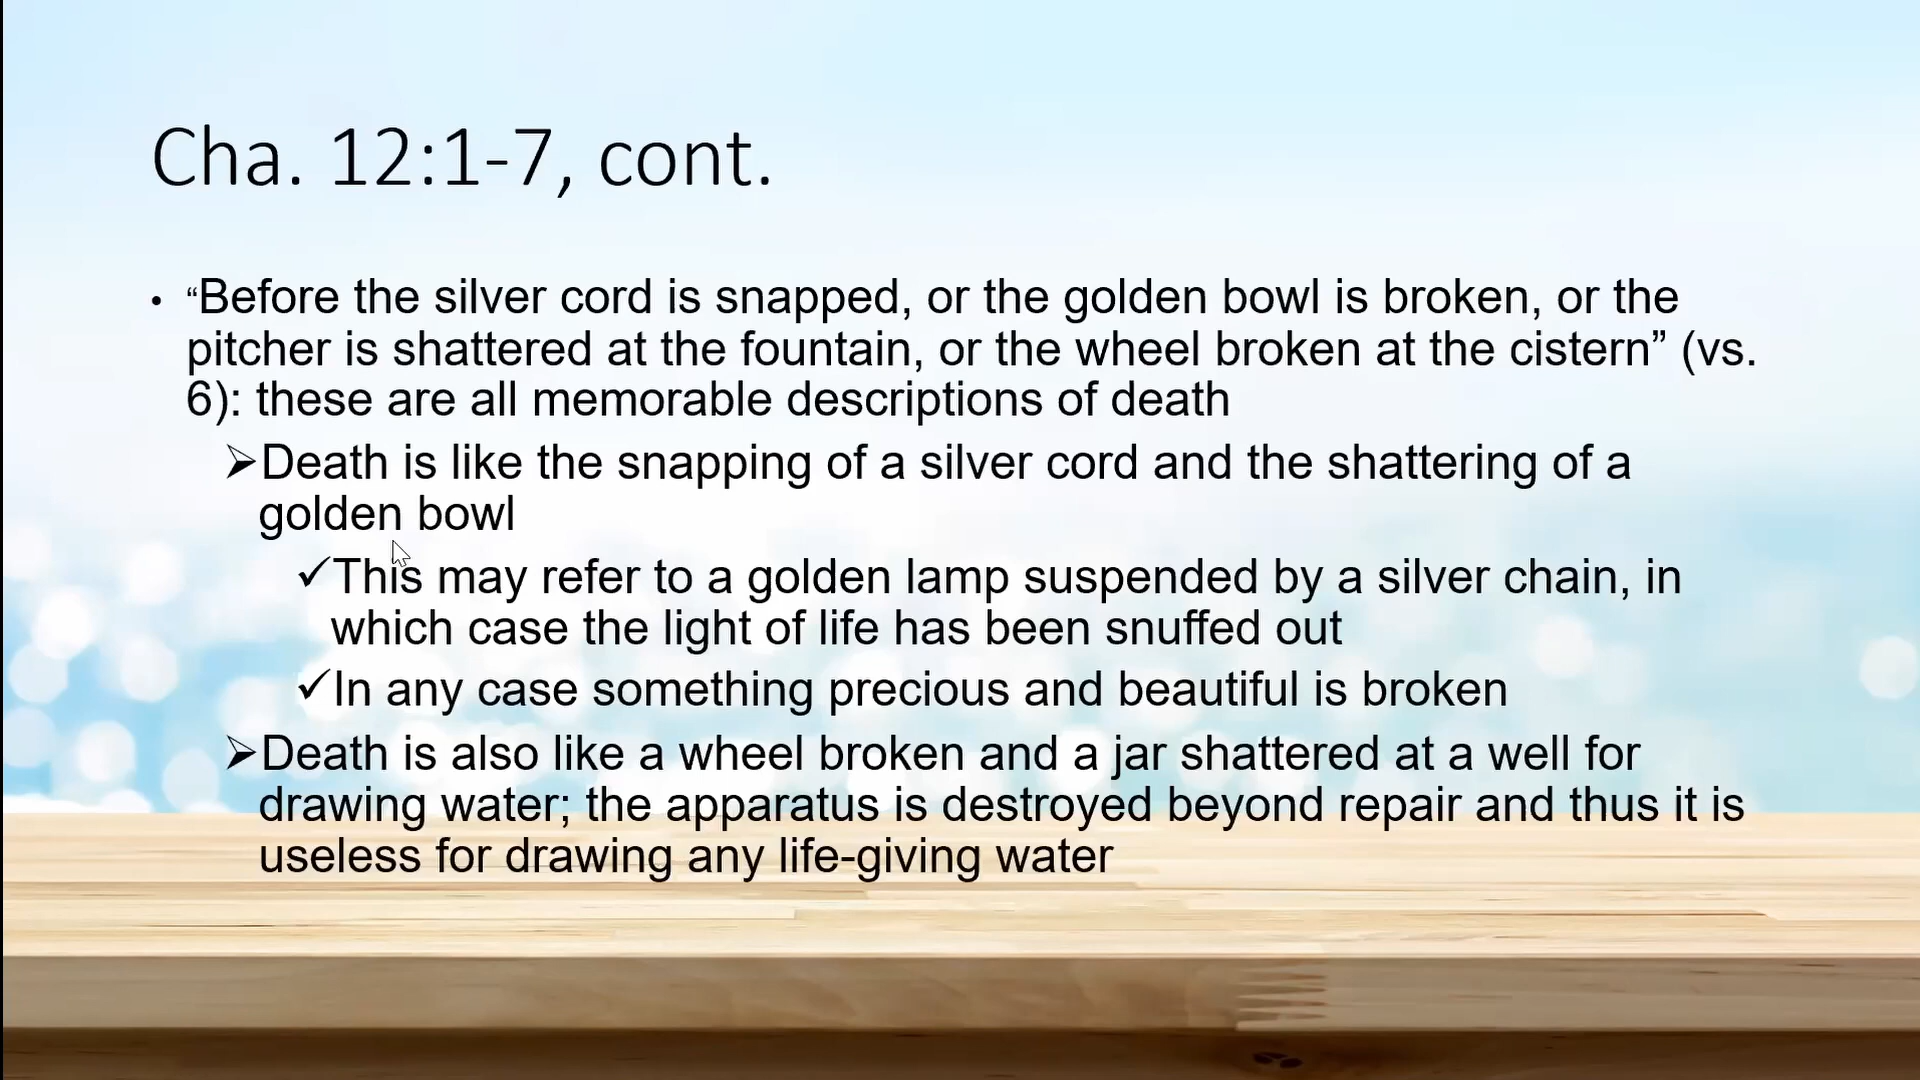 Cha. 12:1-7, cont.
• “Before the silver cord is snapped, or the golden bowl is broken, or the
pitcher is shattered at the fountain, or the wheel broken at the cistern” (vs.
6): these are all memorable descriptions of death
➢Death is like the snapping of a silver cord and the shattering of a
golden bowl
✓This may refer to a golden lamp suspended by a silver chain, in
which case the light of life has been snuffed out
✓In any case something precious and beautiful is broken
➢Death is also like a wheel broken and a jar shattered at a well for
drawing water; the apparatus is destroyed beyond repair and thus it is
useless for drawing any life-giving water